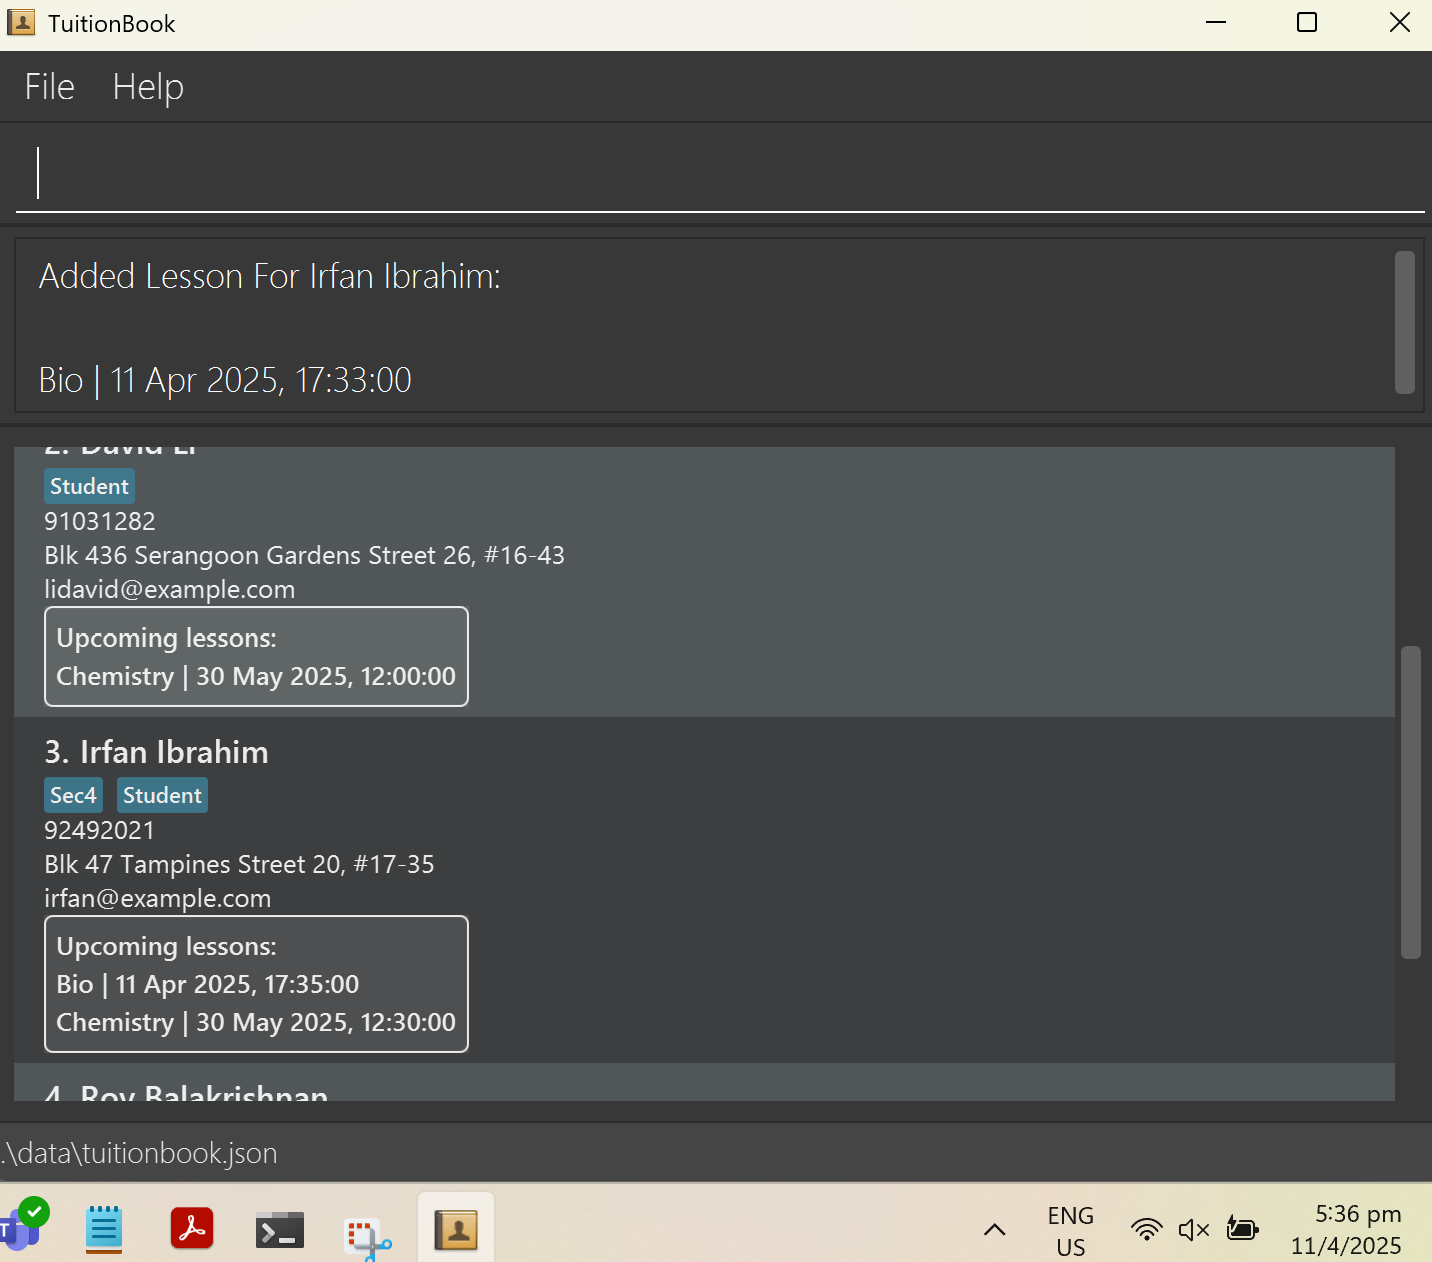 TuitionBook
File Help
Added Lesson For Irfan Ibrahim:
Bio | 11 Apr 2025, 17:33:00
2. David Li
Student
91031282
Blk 436 Serangoon Gardens Street 26, #16-43
lidavid@example.com
Upcoming lessons:
Chemistry | 30 May 2025, 12:00:00
3. Irfan Ibrahim
Sec4 Student
92492021
Blk 47 Tampines Street 20, #17-35
irfan@example.com
Upcoming lessons:
Bio | 11 Apr 2025, 17:35:00
Chemistry | 30 May 2025, 12:30:00
4. Roy Balakrishnan
.\data\tuitionbook.json
T
ENG
US
5:36 pm
11/4/2025